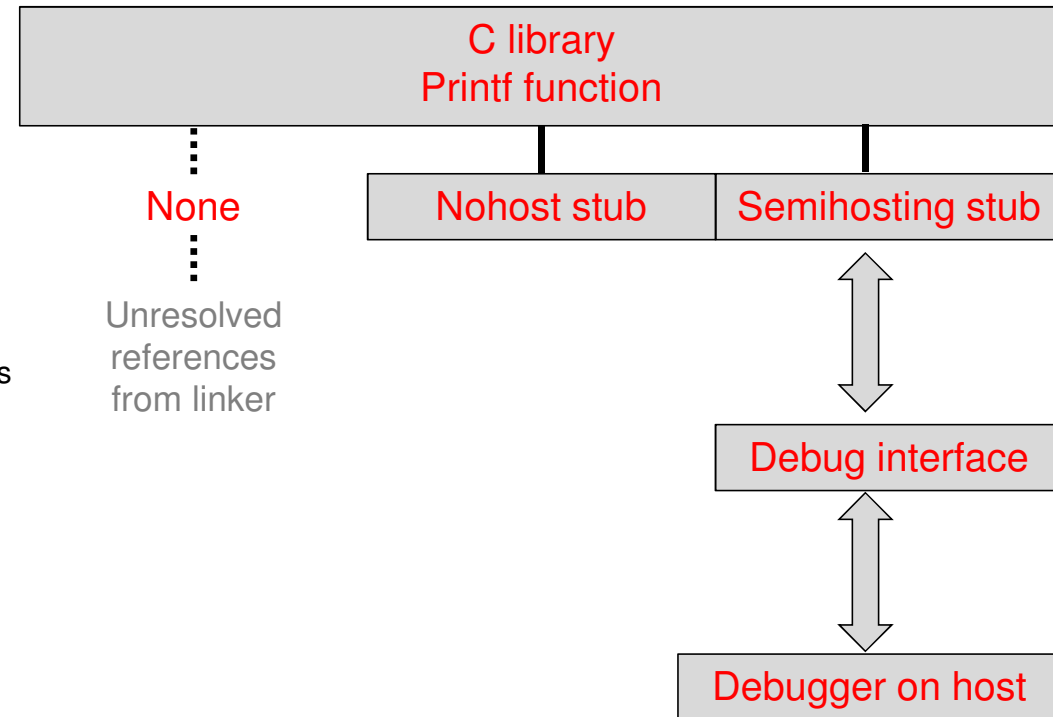 C library
Printf function
None
Nohost stub
Semihosting stub
Unresolved
references
from linker
s
Debug interface
Debugger on host